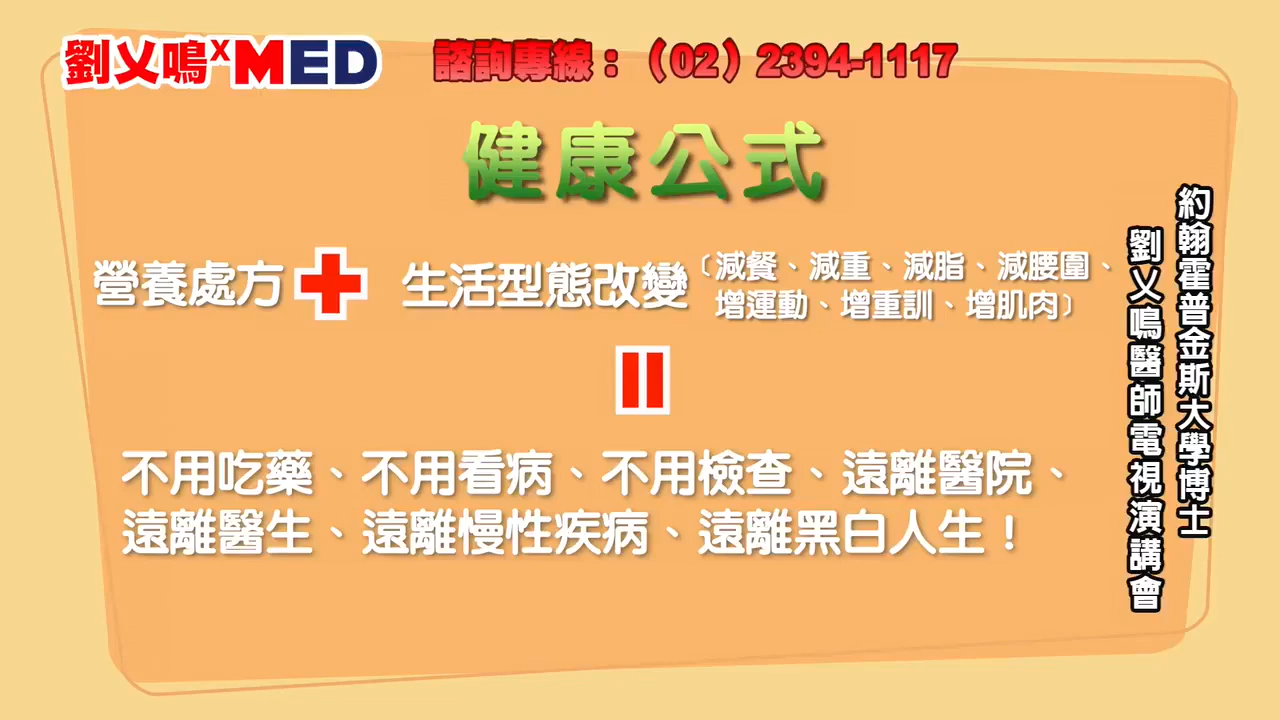 劉乂鳴xMED
諮詢專線：（02）2394-1117
健康公式
營養處方 + 生活型態改變
〔減餐、減重、減脂、減腰圍、
增運動、增重訓、增肌肉〕
=
不用吃藥、不用看病、不用檢查、遠離醫院、
遠離醫生、遠離慢性疾病、遠離黑白人生！
約翰霍普金斯大學博士
劉乂鳴醫師電視演講會